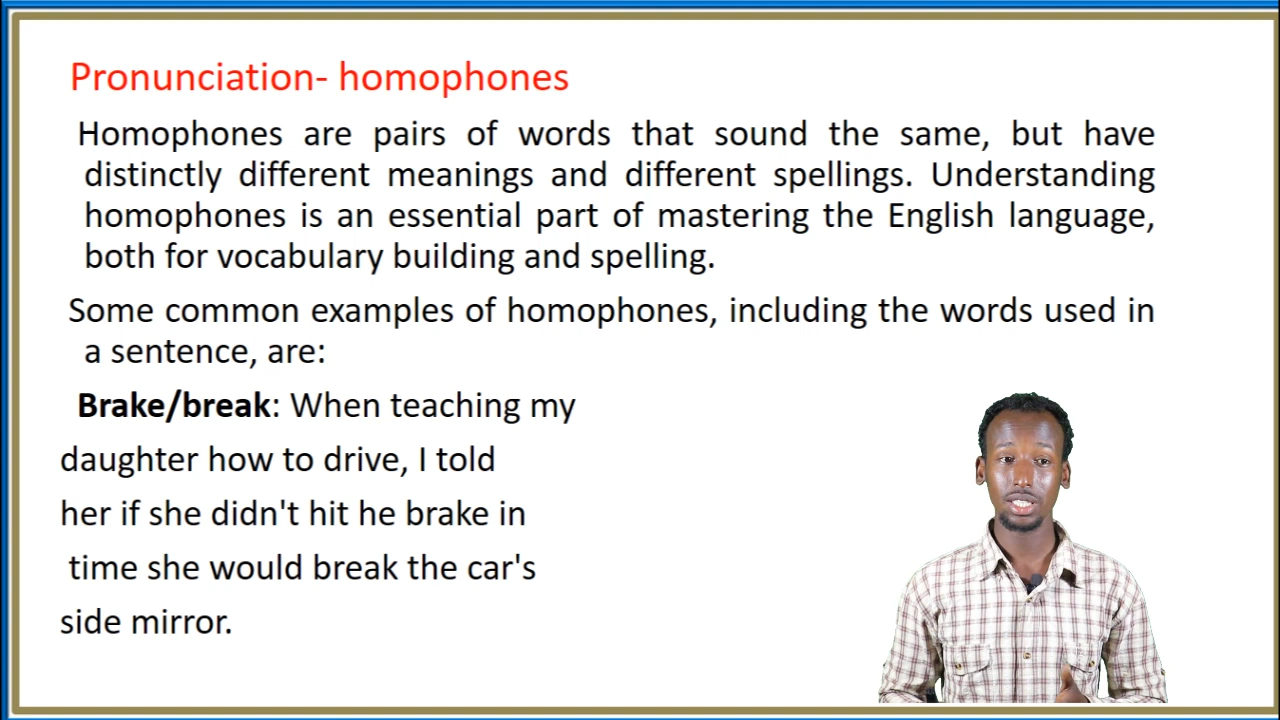 Pronunciation- homophones
Homophones are pairs of words that sound the same, but have
distinctly different meanings and different spellings. Understanding
homophones is an essential part of mastering the English language,
both for vocabulary building and spelling.
Some common examples of homophones, including the words used in
a sentence, are:
Brake/break: When teaching my
daughter how to drive, I told
her if she didn't hit he brake in
time she would break the car's
side mirror.